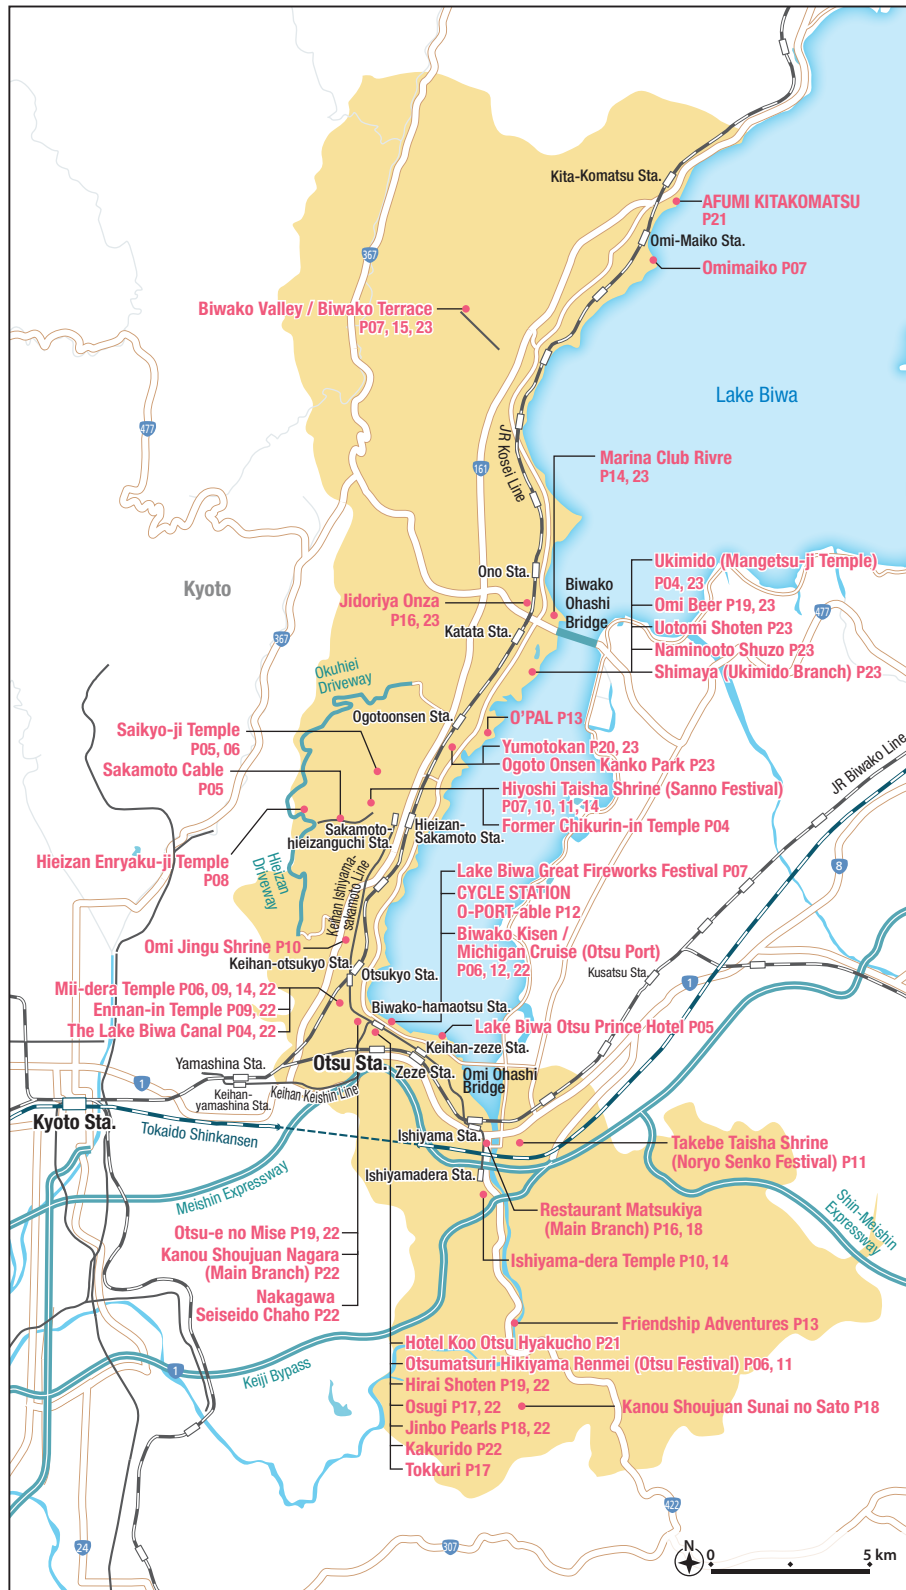 Kita-Komatsu Sta.
AFUMI KITAKOMATSU
P21
Omi-Maiko Sta.
367
Omimaiko P07
Biwako Valley / Biwako Terrace
P07, 15, 23
Lake Biwa
477
JR Kosei Line
161
Marina Club Rivre
P14, 23
Kyoto
Ono Sta.
Biwako
Ohashi
Bridge
Ukimido (Mangetsu-ji Temple)
P04, 23
Jidoriya Onza
P16, 23
Omi Beer P19, 23
477
Katata Sta.
Uotomi Shoten P23
367
Naminooto Shuzo P23
Shimaya (Ukimido Branch) P23
Okuhiei
Driveway
Ogotoonsen Sta.
O'PAL P13
Saikyo-ji Temple
P05, 06
Yumotokan P20, 23
Ogoto Onsen Kanko Park P23
JR Biwako Line
Sakamoto Cable
P05
Hiyoshi Taisha Shrine (Sanno Festival)
P07, 10, 11, 14
Former Chikurin-in Temple P04
Sakamoto-
hieizanguchi Sta.
Hieizan-
Sakamoto Sta.
Hieizan Enryaku-ji Temple
P08
Hieizan
Driveway
8
Keihan Ishiyama-
sakamoto Line
Lake Biwa Great Fireworks Festival P07
CYCLE STATION
O-PORT-able P12
Biwako Kisen /
Michigan Cruise (Otsu Port)
P06, 12, 22
Omi Jingu Shrine P10
Keihan-otsukyo Sta.
Otsukyo Sta.
Kusatsu Sta.
1
Mii-dera Temple P06, 09, 14, 22
Ennan-in Temple P09, 22
The Lake Biwa Canal P04, 22
Biwako-hamaotsu Sta.
Lake Biwa Otsu Prince Hotel P05
Keihan-zeze Sta.
Yamashina Sta.
Otsu Sta.
Zeze Sta.
Omi Ohashi
Bridge
1
Keihan-
yamashina Sta.
Keihan Keishin Line
Kyoto Sta.
Tokaido Shinkansen
Ishiyama Sta.
Takebe Taisha Shrine
(Noryo Senko Festival) P11
Ishiyamadera Sta.
Meishin Expressway
Shin-Meishin
Expressway
Restaurant Matsukiya
(Main Branch) P16, 18
Otsu-e no Mise P19, 22
Kanou Shoujuan Nagara
(Main Branch) P22
Ishiyama-dera Temple P10, 14
Nakagawa
Seiseido Chaho P22
Friendship Adventures P13
Hotel Koo Otsu Hyakucho P21
Otsumatsuri Hikiyama Renmei (Otsu Festival) P06, 11
1
Keiji Bypass
Hirai Shoten P19, 22
Osugi P17, 22
Kanou Shoujuan Sunai no Sato P18
Jinbo Pearls P18, 22
Kakurido P22
Tokkuri P17
422
24
307
N
0
5 km